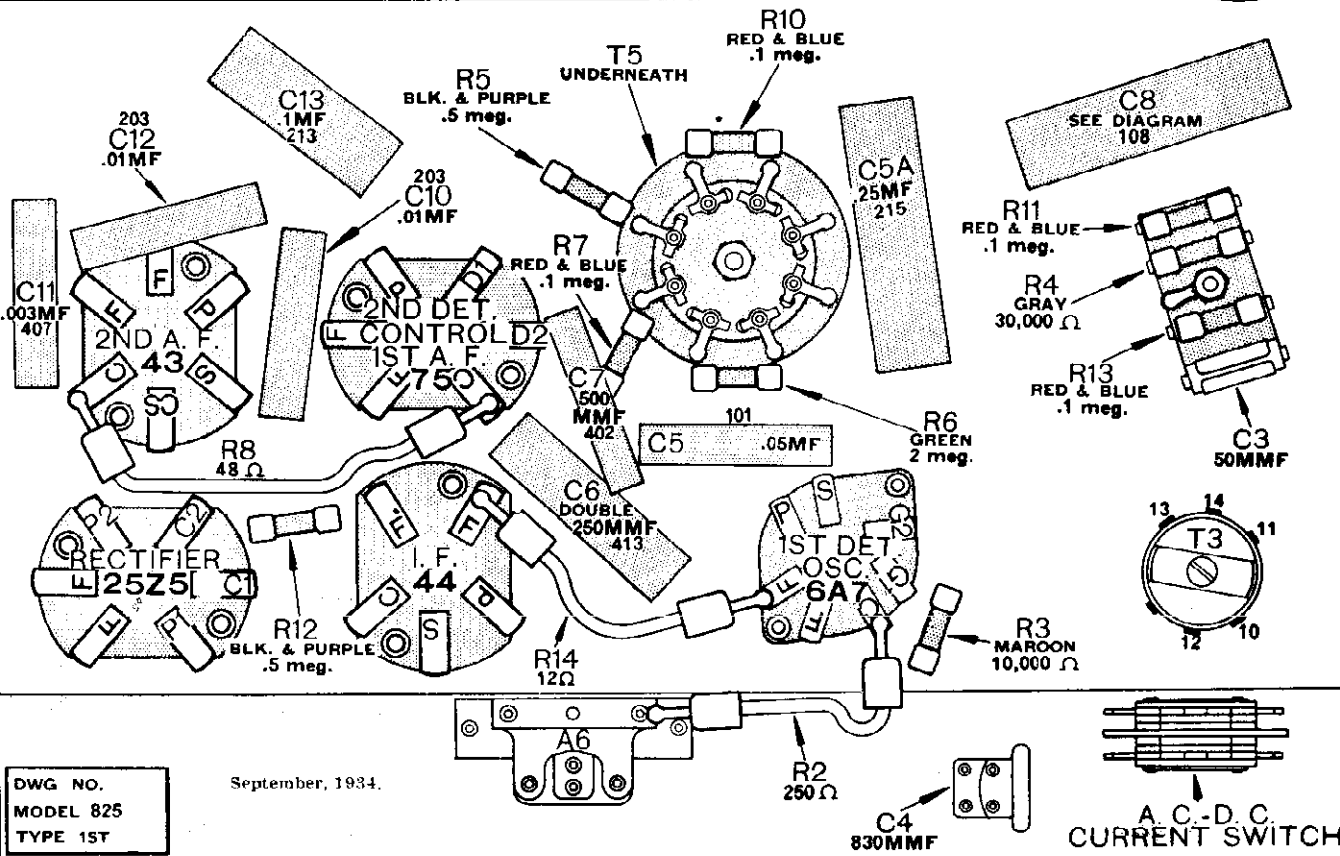 R10
RED & BLUE
.1 meg.
T5
UNDERNEATH
R5
BLK. & PURPLE
.5 meg.
C13
.1MF
213
203
C12
.01MF
C8
SEE DIAGRAM
108
C5A
.25MF
215
203
C10
.01MF
R11
RED & BLUE
.1 meg.
R7
RED & BLUE
.1 meg.
R4
GRAY
30,000 Ω
C11
.003MF
407
F
F
P
2ND A. F.
43
C
S
SC
P
D1
2ND DET.
F
CONTROL
D2
1ST A. F.
75
F
C
C7
500
MMF
402
R13
RED & BLUE
.1 meg.
R6
GREEN
2 meg.
C3
50MMF
101
C5
.05MF
R8
48 Ω
C6
DOUBLE
250MMF
413
P2
C2
RECTIFIER
F
25Z5
C1
F
P
F
F
I. F.
44
C
P
S
P
S
G2
1ST DET.
OSC.
6A7
F
F
G1
13
14
11
T3
12
10
R12
BLK. & PURPLE
.5 meg.
R14
12Ω
R3
MAROON
10,000 Ω
A6
R2
250 Ω
C4
830MMF
A. C.-D. C.
CURRENT SWITCH
DWG NO.
MODEL 825
TYPE 1ST
September, 1934.